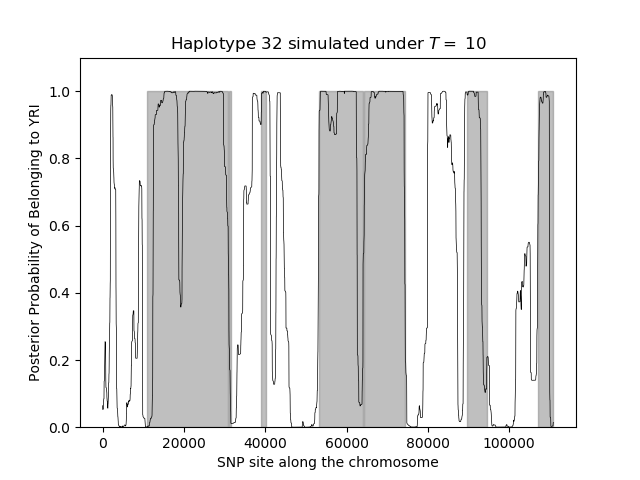 Haplotype 32 simulated under T = 10
Posterior Probability of Belonging to YRI
1.0
0.8
0.6
0.4
0.2
0.0
0 20000 40000 60000 80000 100000
SNP site along the chromosome